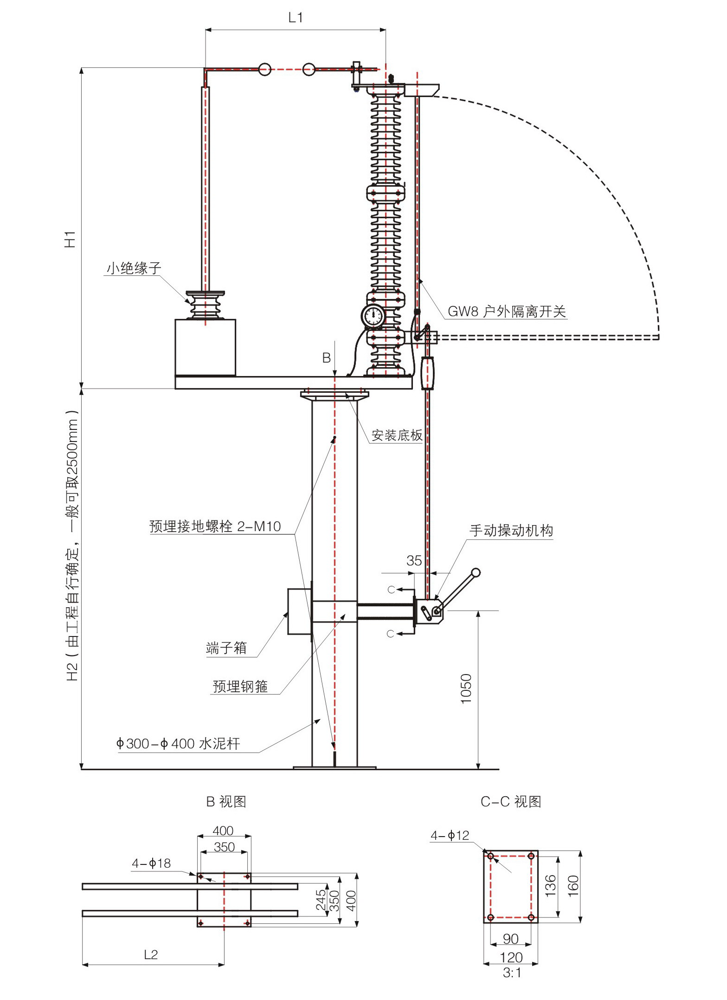 L1
H1
小绝缘子
GW8 户外隔离开关
B
安装底板
H2（由工程自行确定，一般可取2500mm）
预埋接地螺栓 2-M10
手动操动机构
35
C
C
端子箱
预埋钢箍
1050
ϕ300-ϕ400 水泥杆
B 视图
C-C 视图
400
350
4-ϕ18
245
350
400
L2
4-ϕ12
136
160
90
120
3:1